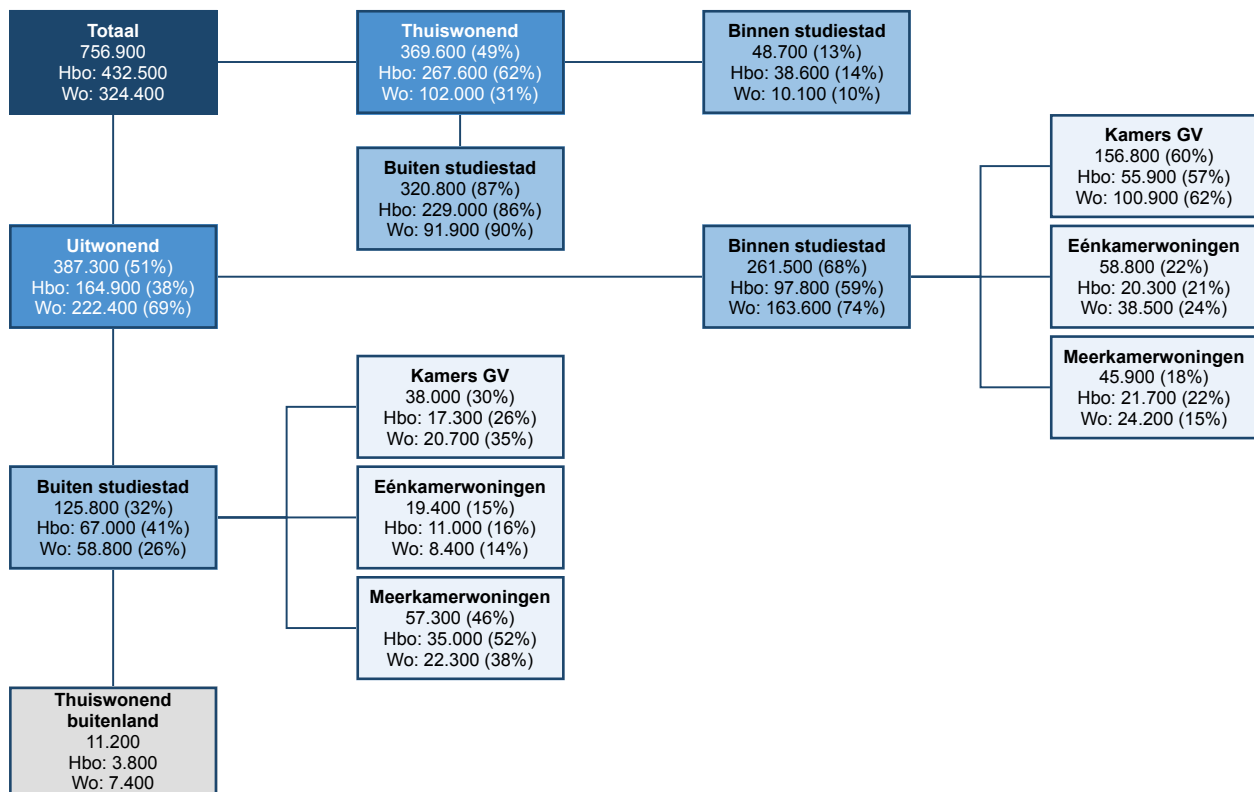 Totaal
756.900
Hbo: 432.500
Wo: 324.400
Thuiswonend
369.600 (49%)
Hbo: 267.600 (62%)
Wo: 102.000 (31%)
Binnen studiestad
48.700 (13%)
Hbo: 38.600 (14%)
Wo: 10.100 (10%)
Buiten studiestad
320.800 (87%)
Hbo: 229.000 (86%)
Wo: 91.900 (90%)
Uitwonend
387.300 (51%)
Hbo: 164.900 (38%)
Wo: 222.400 (69%)
Binnen studiestad
261.500 (68%)
Hbo: 97.800 (59%)
Wo: 163.600 (74%)
Kamers GV
156.800 (60%)
Hbo: 55.900 (57%)
Wo: 100.900 (62%)
Eénkamerwoningen
58.800 (22%)
Hbo: 20.300 (21%)
Wo: 38.500 (24%)
Meerkamerwoningen
45.900 (18%)
Hbo: 21.700 (22%)
Wo: 24.200 (15%)
Buiten studiestad
125.800 (32%)
Hbo: 67.000 (41%)
Wo: 58.800 (26%)
Kamers GV
38.000 (30%)
Hbo: 17.300 (26%)
Wo: 20.700 (35%)
Eénkamerwoningen
19.400 (15%)
Hbo: 11.000 (16%)
Wo: 8.400 (14%)
Meerkamerwoningen
57.300 (46%)
Hbo: 35.000 (52%)
Wo: 22.300 (38%)
Thuiswonend
buitenland
11.200
Hbo: 3.800
Wo: 7.400